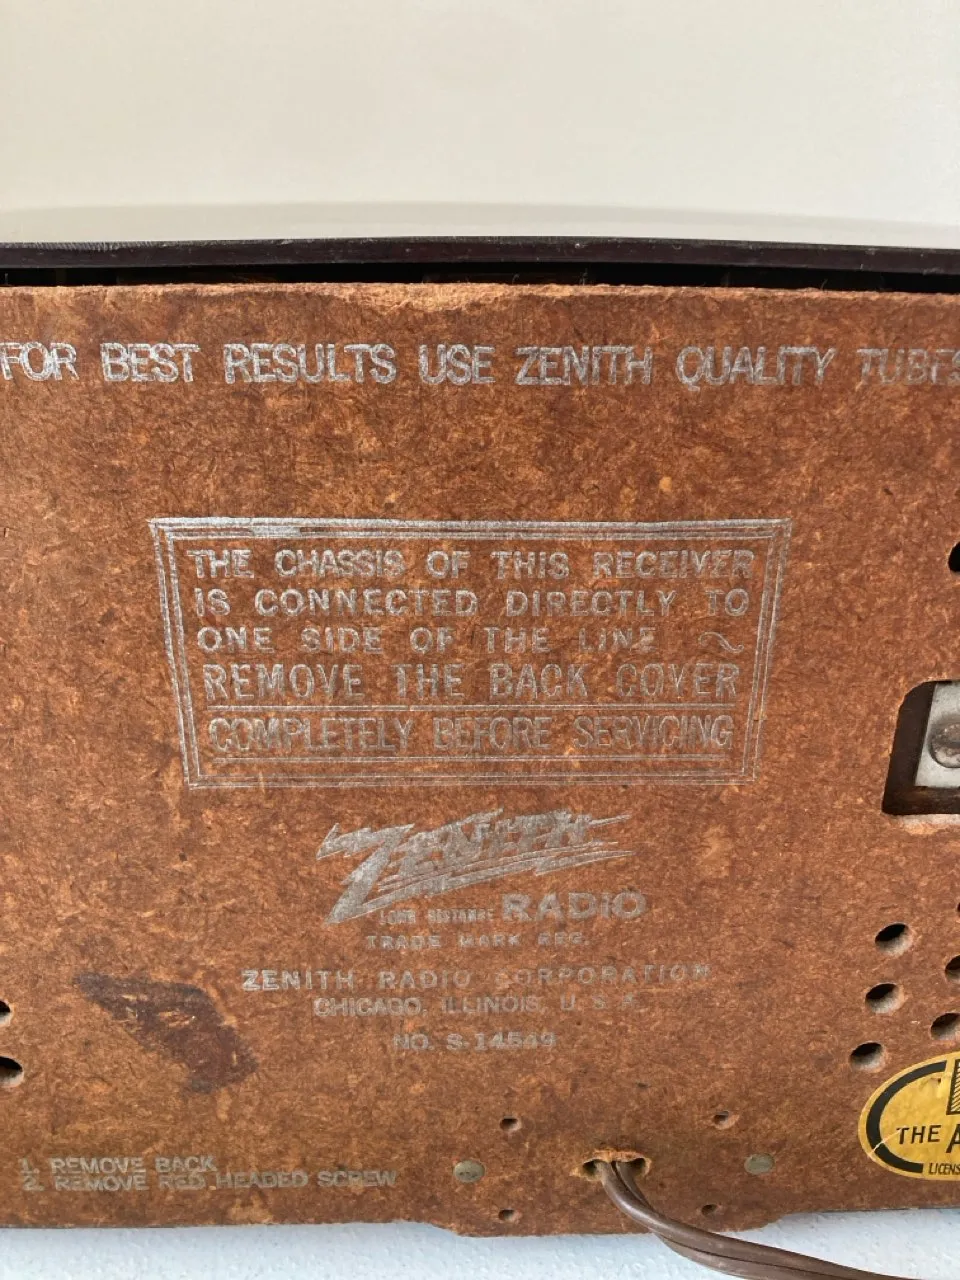 FOR BEST RESULTS USE ZENITH QUALITY TUBES
THE CHASSIS OF THIS RECEIVER
IS CONNECTED DIRECTLY TO
ONE SIDE OF THE LINE ~
REMOVE THE BACK COVER
COMPLETELY BEFORE SERVICING
ZENITH
LONG DISTANCE RADIO
TRADE MARK REG.
ZENITH RADIO CORPORATION
CHICAGO, ILLINOIS, U. S. A.
NO. S-14549
THE
LICENS
1. REMOVE BACK
2. REMOVE RED HEADED SCREW